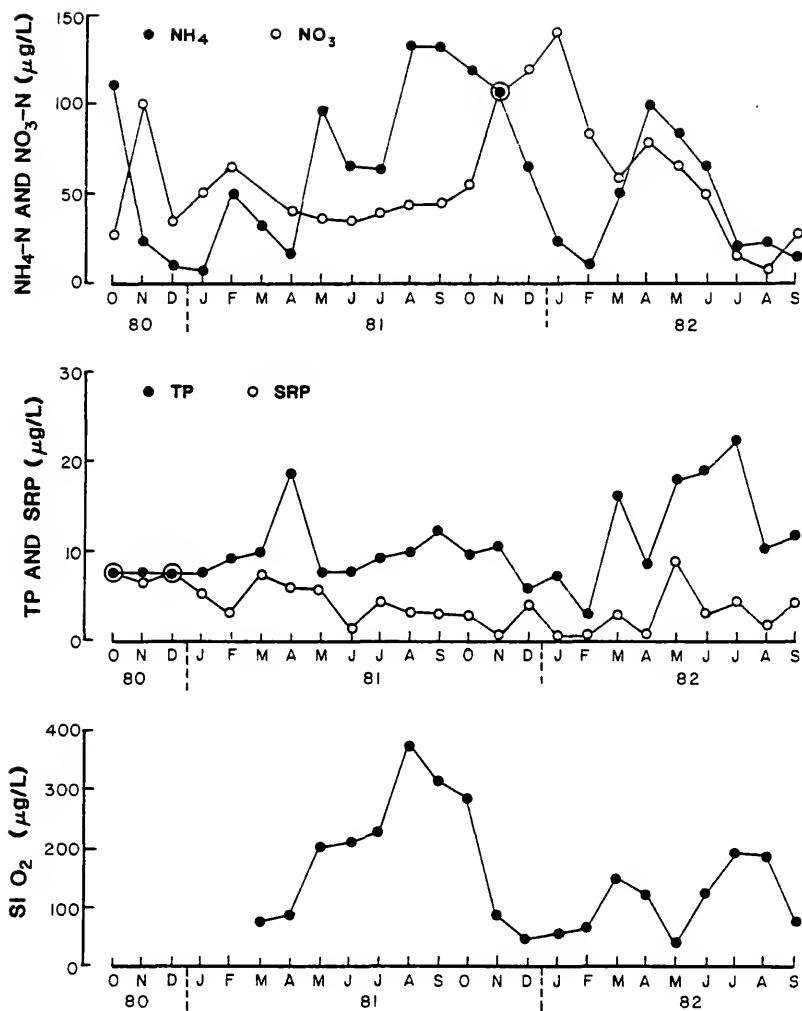 150
● NH₄ ○ NO₃
100
50
0
NH₄-N AND NO₃-N (µg/L)
O N D J F M A M J J A S O N D J F M A M J J A S
80 81 82
30
● TP ○ SRP
20
10
0
TP AND SRP (µg/L)
O N D J F M A M J J A S O N D J F M A M J J A S
80 81 82
400
300
200
100
0
SI O₂ (µg/L)
O N D J F M A M J J A S O N D J F M A M J J A S
80 81 82